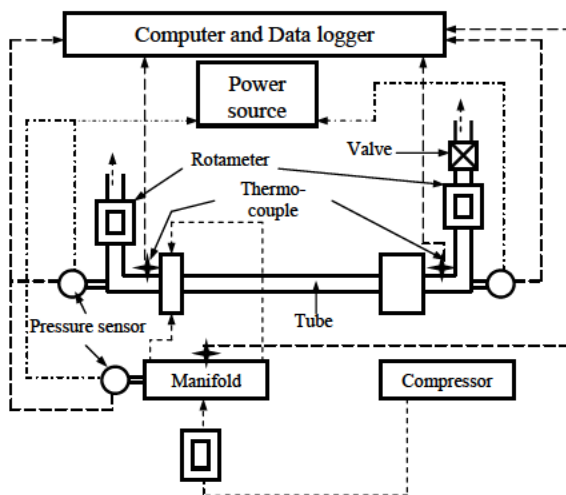 Computer and Data logger
Power
source
Valve
Rotameter
Thermo-
couple
Tube
Pressure sensor
Manifold
Compressor